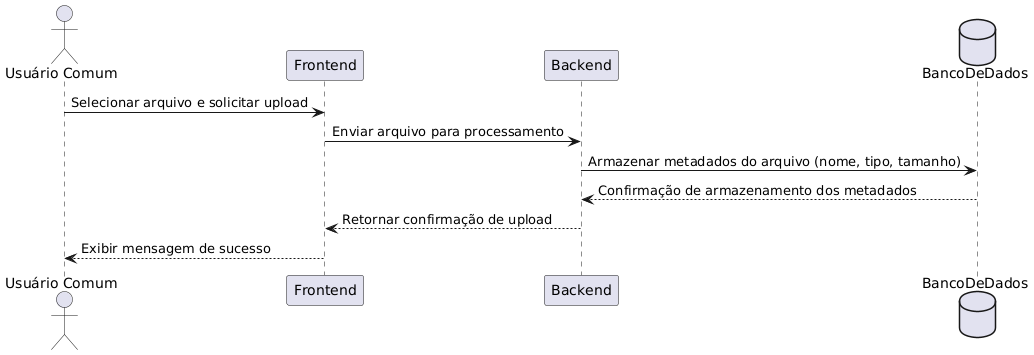 Usuário Comum
Frontend
Backend
BancoDeDados
Selecionar arquivo e solicitar upload
Enviar arquivo para processamento
Armazenar metadados do arquivo (nome, tipo, tamanho)
Confirmação de armazenamento dos metadados
Retornar confirmação de upload
Exibir mensagem de sucesso
Usuário Comum
Frontend
Backend
BancoDeDados